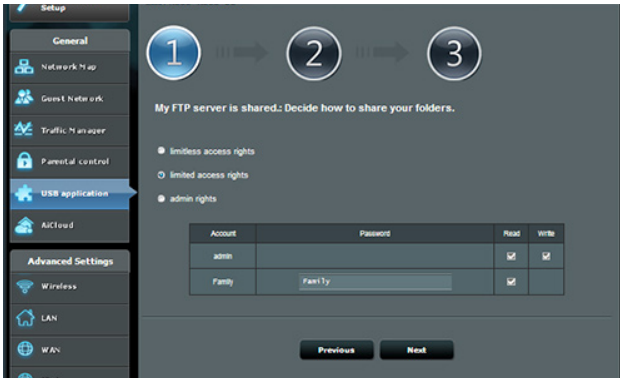 Setup
General
Network Map
Guest Network
Traffic Manager
Parental control
USB application
AiCloud
Advanced Settings
Wireless
LAN
WAN
1 2 3
My FTP server is shared.: Decide how to share your folders.
limitless access rights
limited access rights
admin rights
Account Password Read Write
admin
Family Family
Previous Next